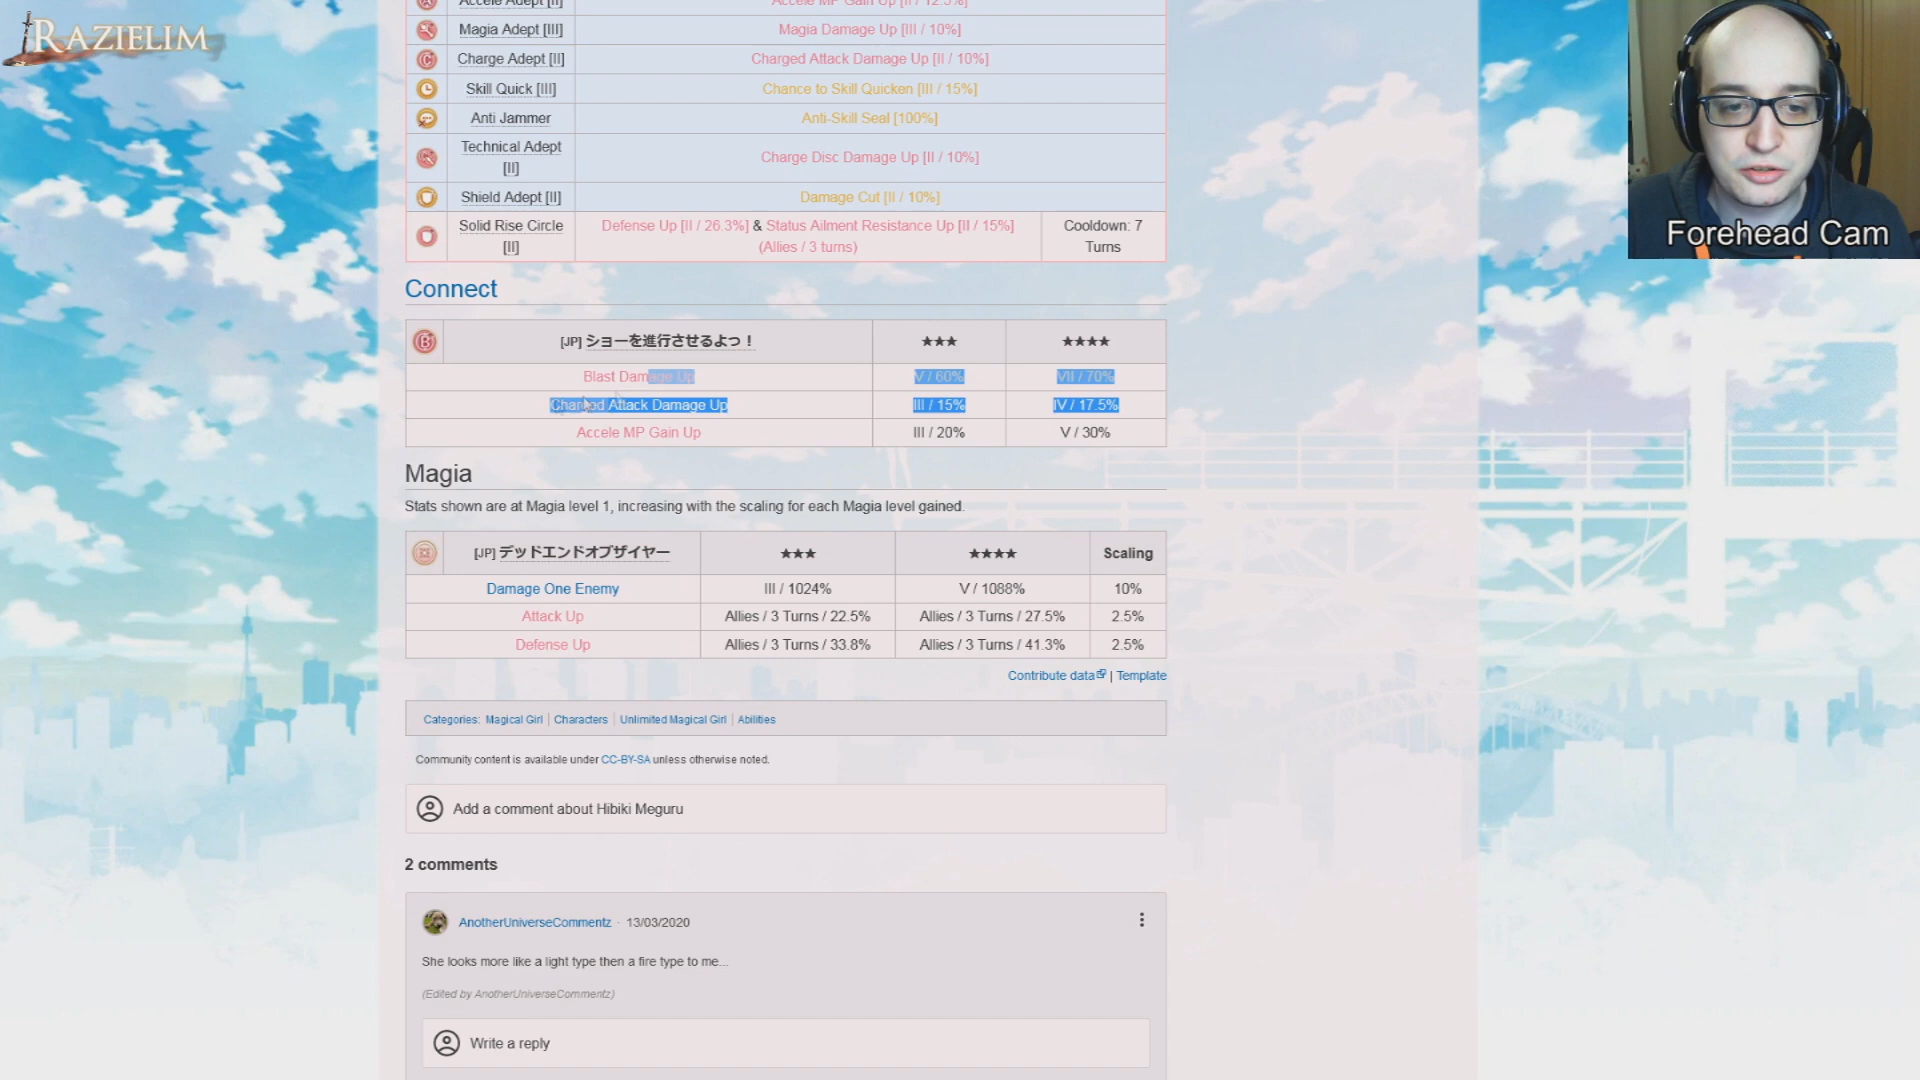 RAZIELIM
Accele Adept [II] Accele MP Gain Up [II / 12.5%]
Magia Adept [III] Magia Damage Up [III / 10%]
Charge Adept [II] Charged Attack Damage Up [II / 10%]
Skill Quick [III] Chance to Skill Quicken [III / 15%]
Anti Jammer Anti-Skill Seal [100%]
Technical Adept
[II] Charge Disc Damage Up [II / 10%]
Shield Adept [II] Damage Cut [II / 10%]
Solid Rise Circle Defense Up [II / 26.3%] & Status Ailment Resistance Up [II / 15%] Cooldown: 7
[II] (Allies / 3 turns) Turns
Forehead Cam
Connect
[JP] ショーを進行させるよっ！ ★★★ ★★★★
Blast Damage Up V / 60% VII / 70%
Charged Attack Damage Up III / 15% IV / 17.5%
Accele MP Gain Up III / 20% V / 30%
Magia
Stats shown are at Magia level 1, increasing with the scaling for each Magia level gained.
[JP] デッドエンドオブザイヤー ★★★ ★★★★ Scaling
Damage One Enemy III / 1024% V / 1088% 10%
Attack Up Allies / 3 Turns / 22.5% Allies / 3 Turns / 27.5% 2.5%
Defense Up Allies / 3 Turns / 33.8% Allies / 3 Turns / 41.3% 2.5%
Contribute data | Template
Categories: Magical Girl Characters Unlimited Magical Girl Abilities
Community content is available under CC-BY-SA unless otherwise noted.
Add a comment about Hibiki Meguru
2 comments
AnotherUniverseCommentz · 13/03/2020
She looks more like a light type then a fire type to me...
(Edited by AnotherUniverseCommentz)
Write a reply